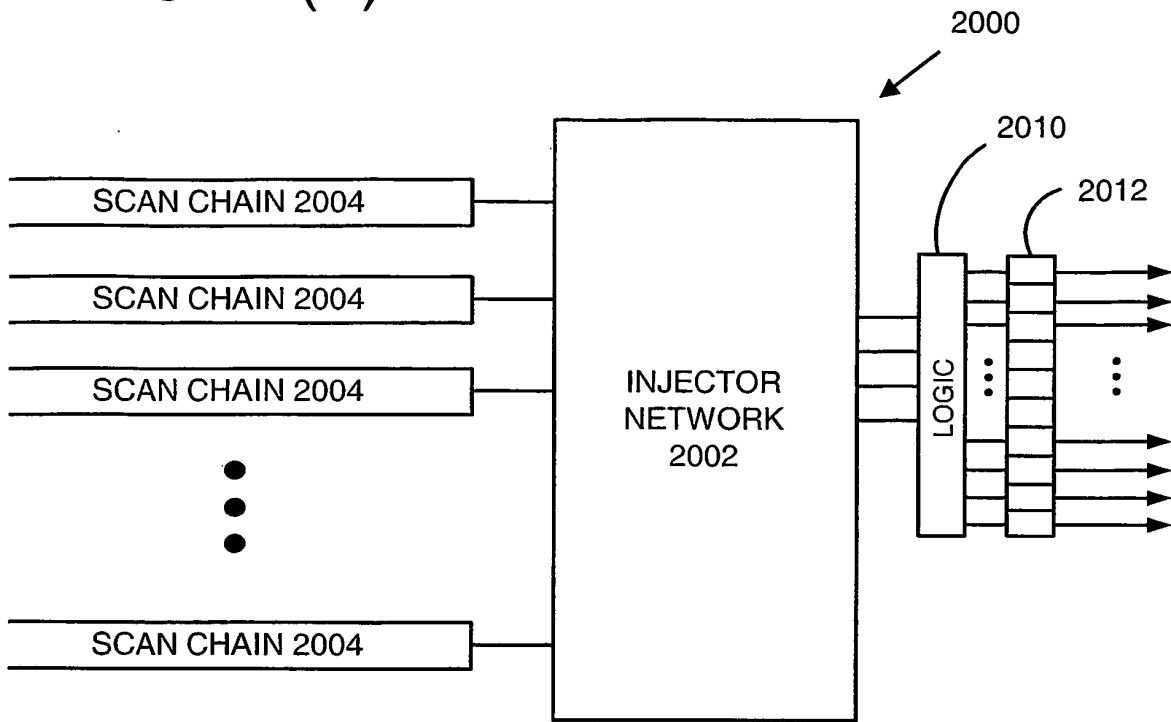 2000
2010
2012
SCAN CHAIN 2004
SCAN CHAIN 2004
SCAN CHAIN 2004
SCAN CHAIN 2004
INJECTOR
NETWORK
2002
LOGIC